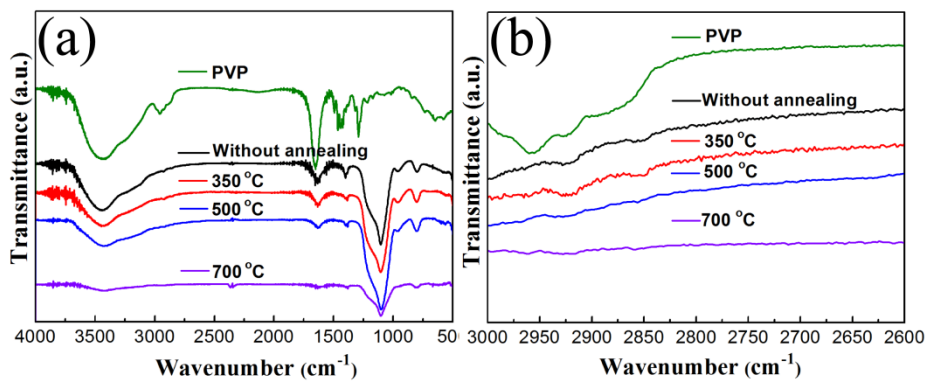 (a)
PVP
Without annealing
350 °C
500 °C
700 °C
Transmittance (a.u.)
4000 3500 3000 2500 2000 1500 1000 500
Wavenumber (cm-1)
(b)
PVP
Without annealing
350 °C
500 °C
700 °C
Transmittance (a.u.)
3000 2950 2900 2850 2800 2750 2700 2650 2600
Wavenumber (cm-1)